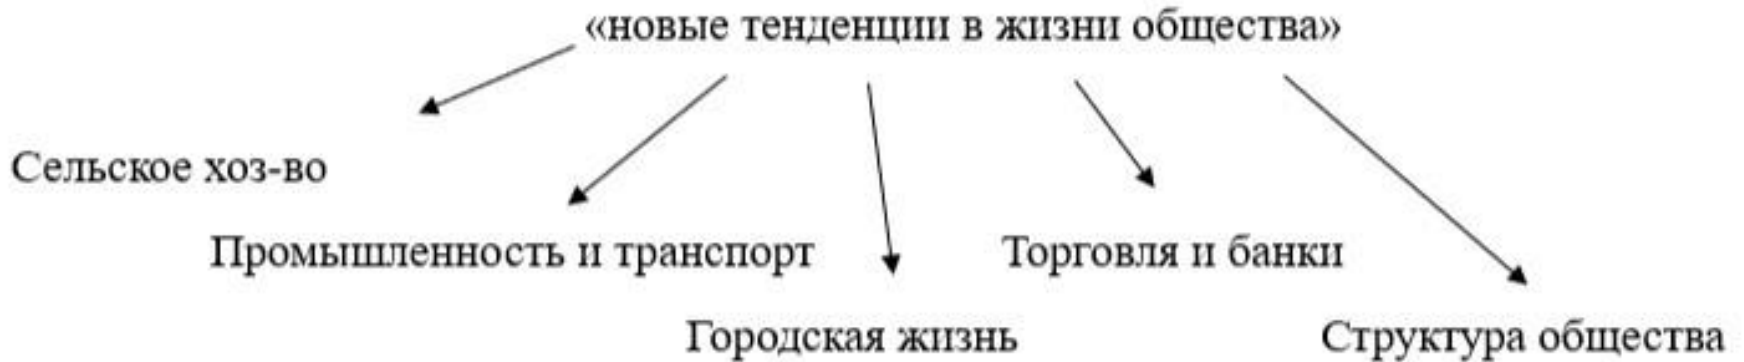 «новые тенденции в жизни общества»
Сельское хоз-во
Промышленность и транспорт
Торговля и банки
Городская жизнь
Структура общества